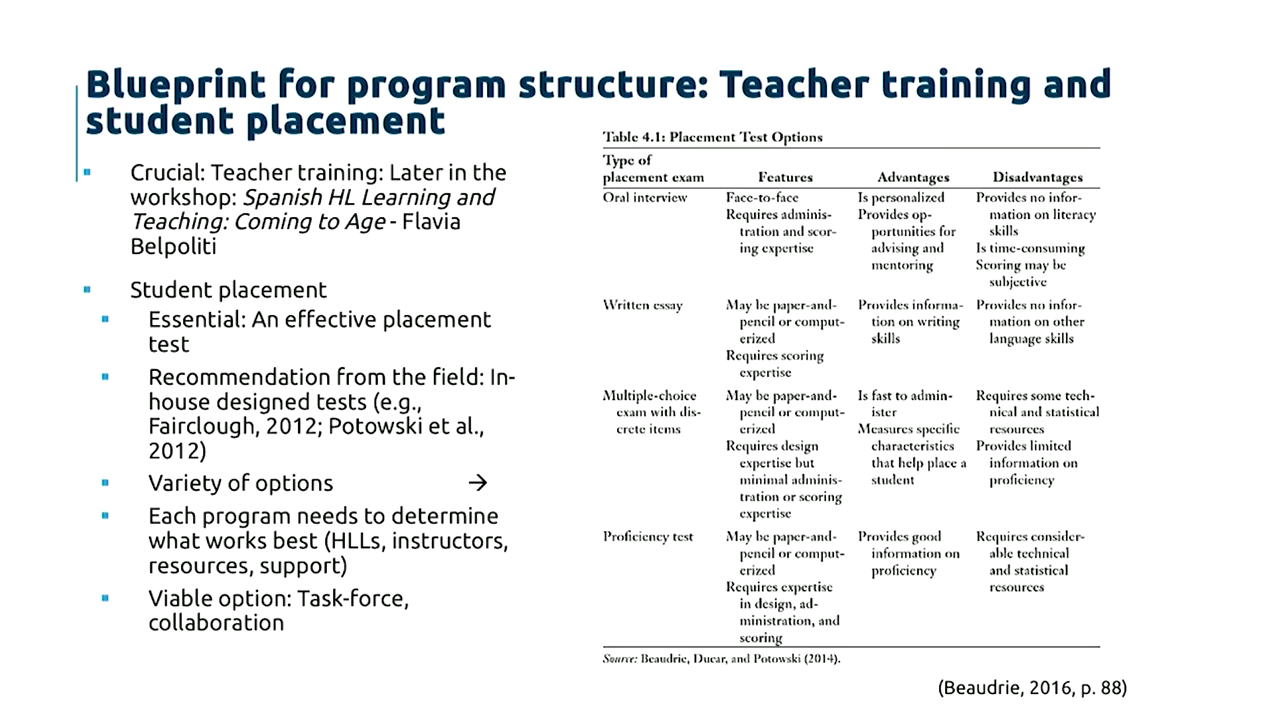 Blueprint for program structure: Teacher training and
student placement
▪ Crucial: Teacher training: Later in the
workshop: Spanish HL Learning and
Teaching: Coming to Age - Flavia
Belpoliti
▪ Student placement
▪ Essential: An effective placement
test
▪ Recommendation from the field: In-
house designed tests (e.g.,
Fairclough, 2012; Potowski et al.,
2012)
▪ Variety of options →
▪ Each program needs to determine
what works best (HLLs, instructors,
resources, support)
▪ Viable option: Task-force,
collaboration
Table 4.1: Placement Test Options
Type of
placement exam Features Advantages Disadvantages
Oral interview Face-to-face Is personalized Provides no infor-
Requires adminis- Provides op- mation on literacy
tration and scor- portunities for skills
ing expertise advising and Is time-consuming
mentoring Scoring may be
subjective
Written essay May be paper-and- Provides informa- Provides no infor-
pencil or comput- tion on writing mation on other
erized skills language skills
Requires scoring
expertise
Multiple-choice May be paper-and- Is fast to admin- Requires some tech-
exam with dis- pencil or comput- ister nical and statistical
crete items erized Measures specific resources
Requires design characteristics Provides limited
expertise but that help place a information on
minimal adminis- student proficiency
tration or scoring
expertise
Proficiency test May be paper-and- Provides good Requires consider-
pencil or comput- information on able technical
erized proficiency and statistical
Requires expertise resources
in design, ad-
ministration, and
scoring
Source: Beaudrie, Ducar, and Potowski (2014).
(Beaudrie, 2016, p. 88)